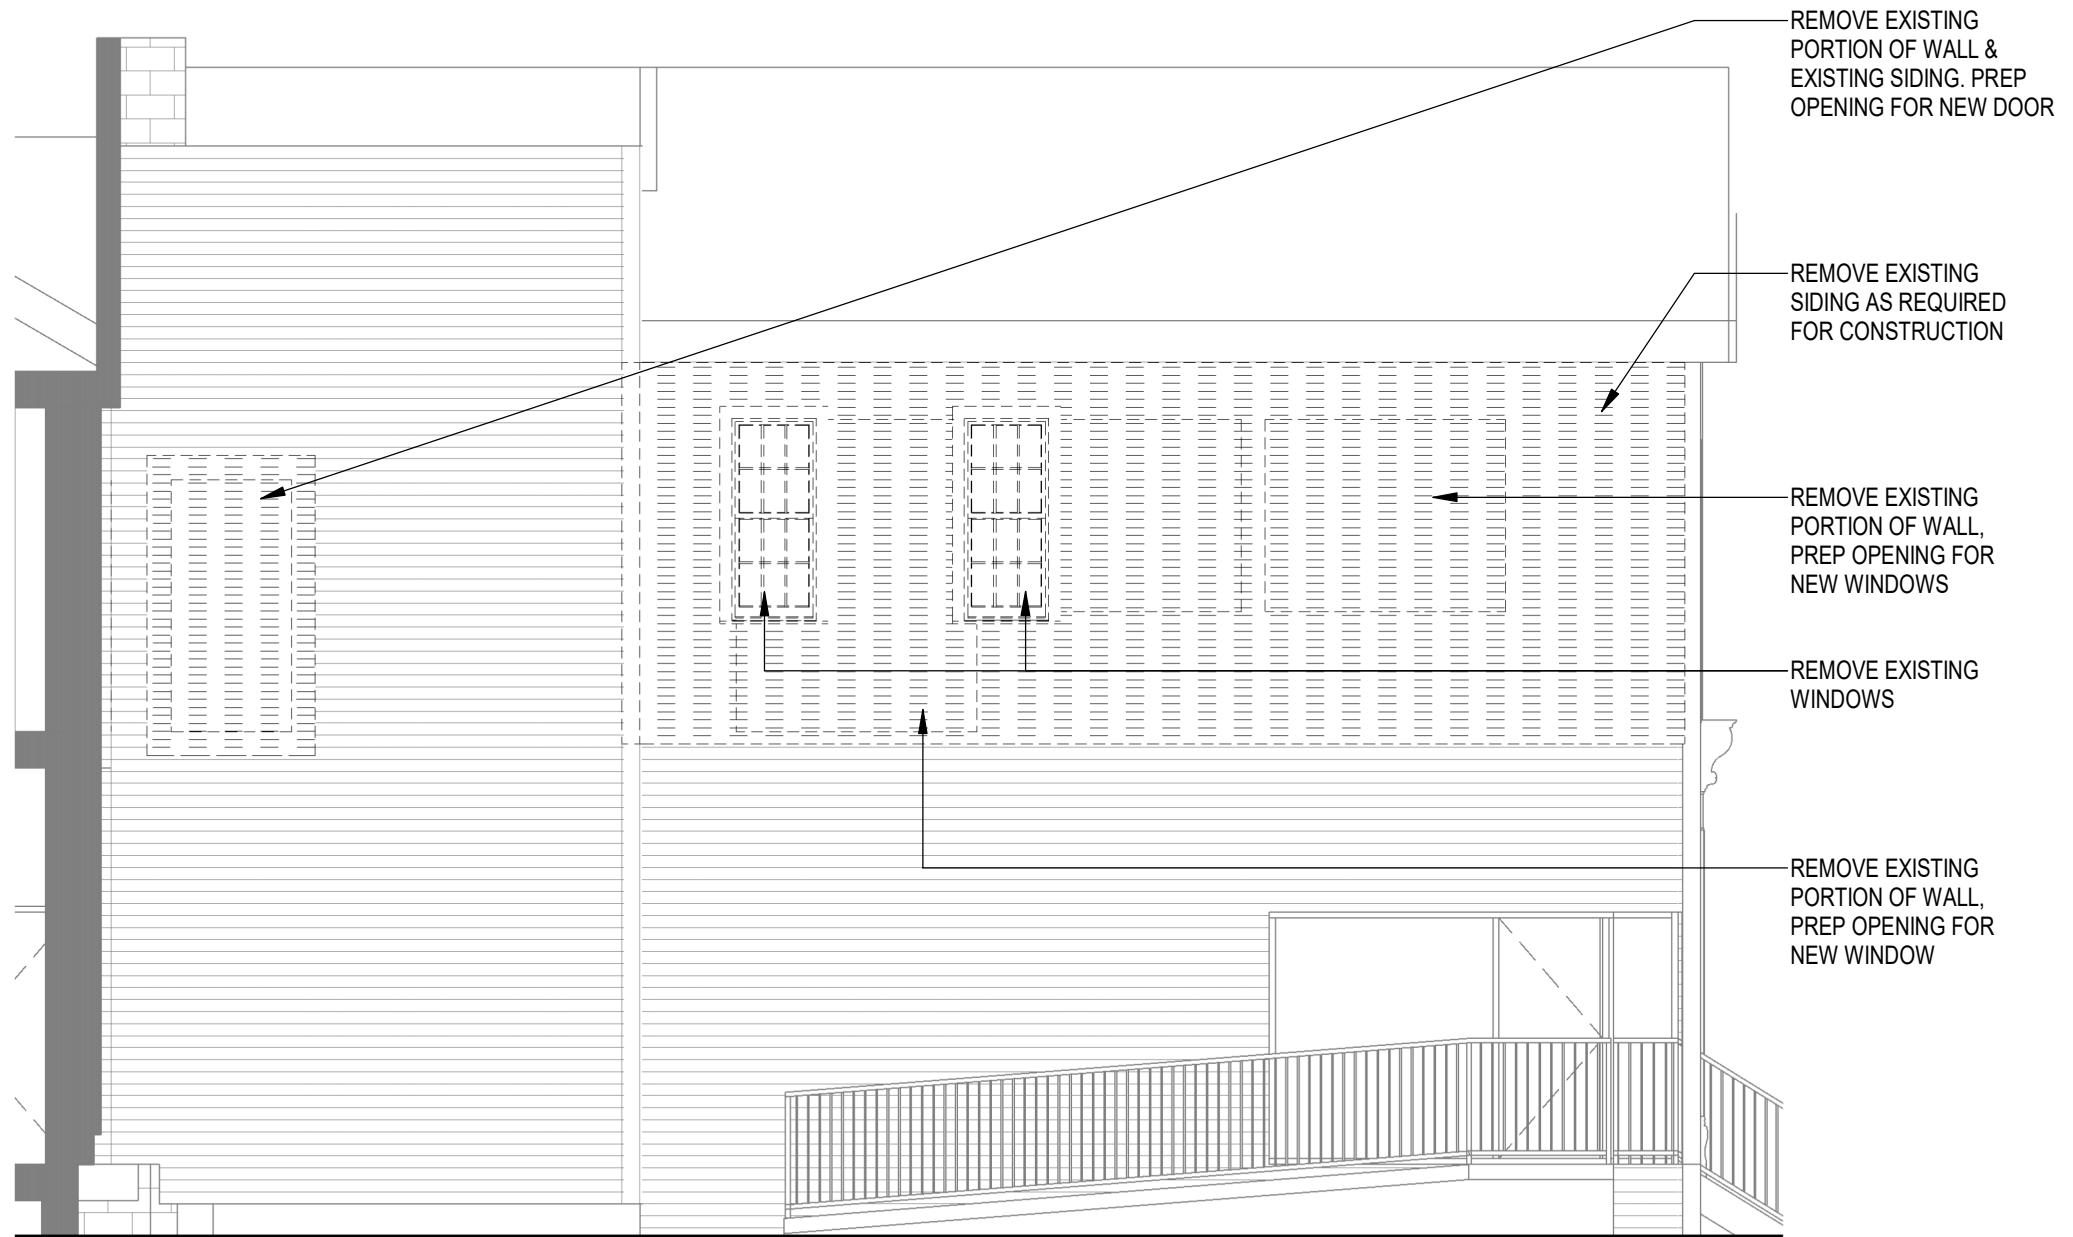 REMOVE EXISTING
PORTION OF WALL &
EXISTING SIDING. PREP
OPENING FOR NEW DOOR
REMOVE EXISTING
SIDING AS REQUIRED
FOR CONSTRUCTION
REMOVE EXISTING
PORTION OF WALL,
PREP OPENING FOR
NEW WINDOWS
REMOVE EXISTING
WINDOWS
REMOVE EXISTING
PORTION OF WALL,
PREP OPENING FOR
NEW WINDOW